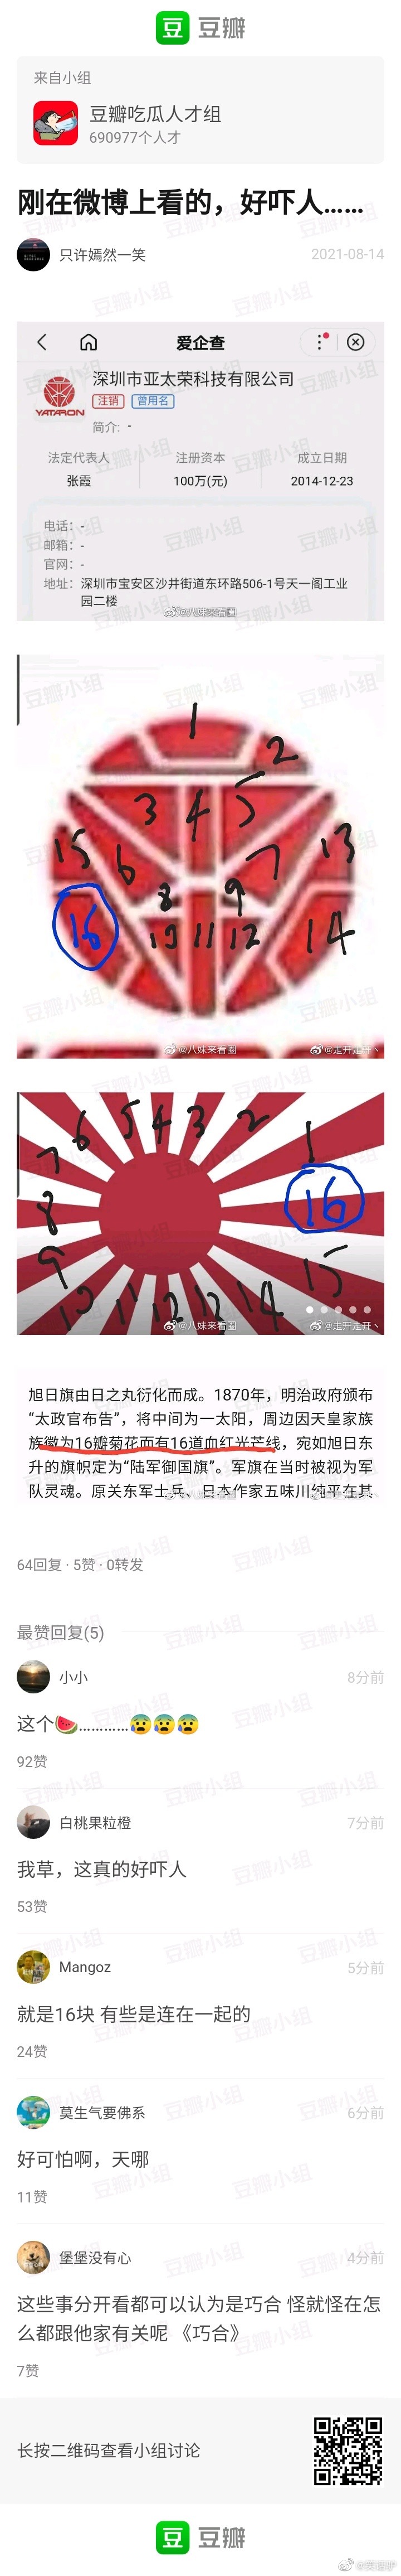 豆 豆瓣
来自小组
豆瓣吃瓜人才组
690977个人才
刚在微博上看的，好吓人……
只许嫣然一笑
2021-08-14
爱企查
深圳市亚太荣科技有限公司
YATARON
注销 曾用名
简介: -
法定代表人 注册资本 成立日期
张霞 100万(元) 2014-12-23
电话: -
邮箱: -
官网: -
地址: 深圳市宝安区沙井街道东环路506-1号天一阁工业
园二楼
@八妹来看圈
1
2
3 4 5
15 6 7 13
8 9
16 10 11 12 14
@八妹来看圈 @走开走开丶
7 6 5 4 3 2 1
8 16
9 15
10 11 12 13 14
@八妹来看圈 @走开走开丶
旭日旗由日之丸衍化而成。1870年，明治政府颁布
“太政官布告”，将中间为一太阳，周边因天皇家族
族徽为16瓣菊花而有16道血红光芒线，宛如旭日东
升的旗帜定为“陆军御国旗”。军旗在当时被视为军
队灵魂。原关东军士兵、日本作家五味川纯平在其
64回复 · 5赞 · 0转发
最赞回复(5)
小小
8分前
这个🍉…………😰😰😰
92赞
白桃果粒橙
7分前
我草，这真的好吓人
53赞
Mangoz
5分前
就是16块 有些是连在一起的
24赞
莫生气要佛系
6分前
好可怕啊，天哪
11赞
堡堡没有心
4分前
这些事分开看都可以认为是巧合 怪就怪在怎
么都跟他家有关呢 《巧合》
7赞
长按二维码查看小组讨论
豆 豆瓣
豆瓣小组